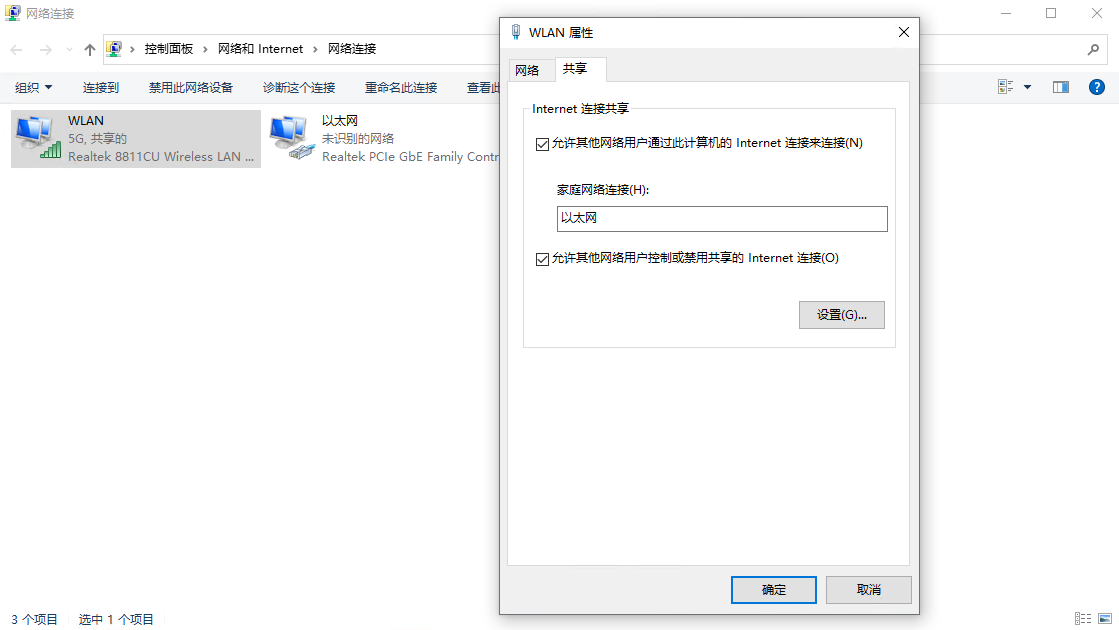 网络连接
控制面板 › 网络和 Internet › 网络连接
组织 连接到 禁用此网络设备 诊断这个连接 重命名此连接 查看此
WLAN
5G, 共享的
Realtek 8811CU Wireless LAN ...
以太网
未识别的网络
Realtek PCIe GbE Family Contr
WLAN 属性
网络 共享
Internet 连接共享
允许其他网络用户通过此计算机的 Internet 连接来连接(N)
家庭网络连接(H):
以太网
允许其他网络用户控制或禁用共享的 Internet 连接(O)
设置(G)...
确定 取消
3 个项目 选中 1 个项目